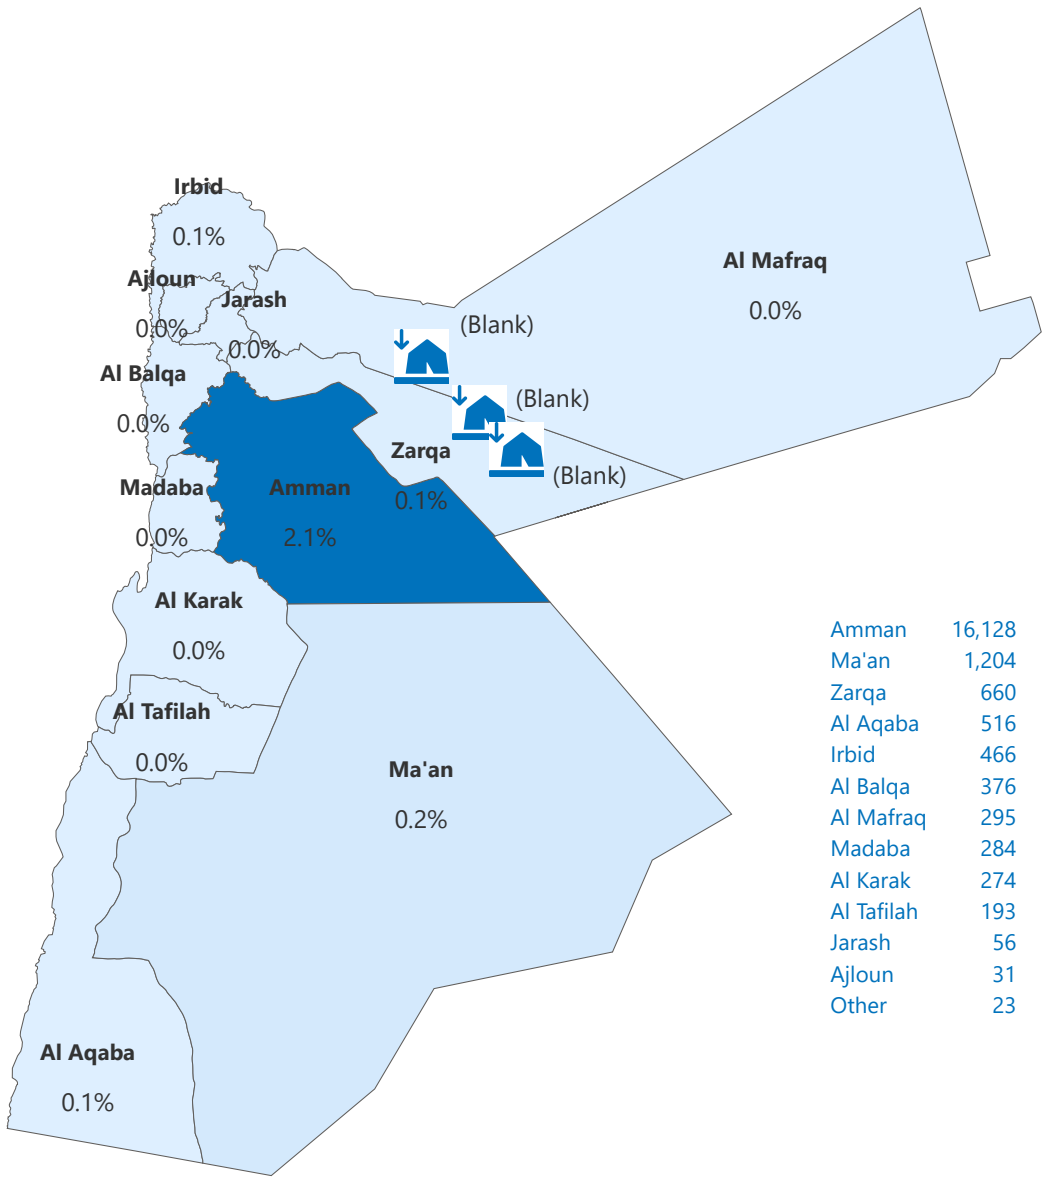 Irbid
0.1%
Al Mafraq
0.0%
Ajloun
0.0%
Jarash
0.0%
(Blank)
Al Balqa
0.0%
(Blank)
Zarqa
0.1%
(Blank)
Madaba
0.0%
Amman
2.1%
Al Karak
0.0%
Al Tafilah
0.0%
Ma'an
0.2%
Al Aqaba
0.1%
Amman 16,128
Ma'an 1,204
Zarqa 660
Al Aqaba 516
Irbid 466
Al Balqa 376
Al Mafraq 295
Madaba 284
Al Karak 274
Al Tafilah 193
Jarash 56
Ajloun 31
Other 23